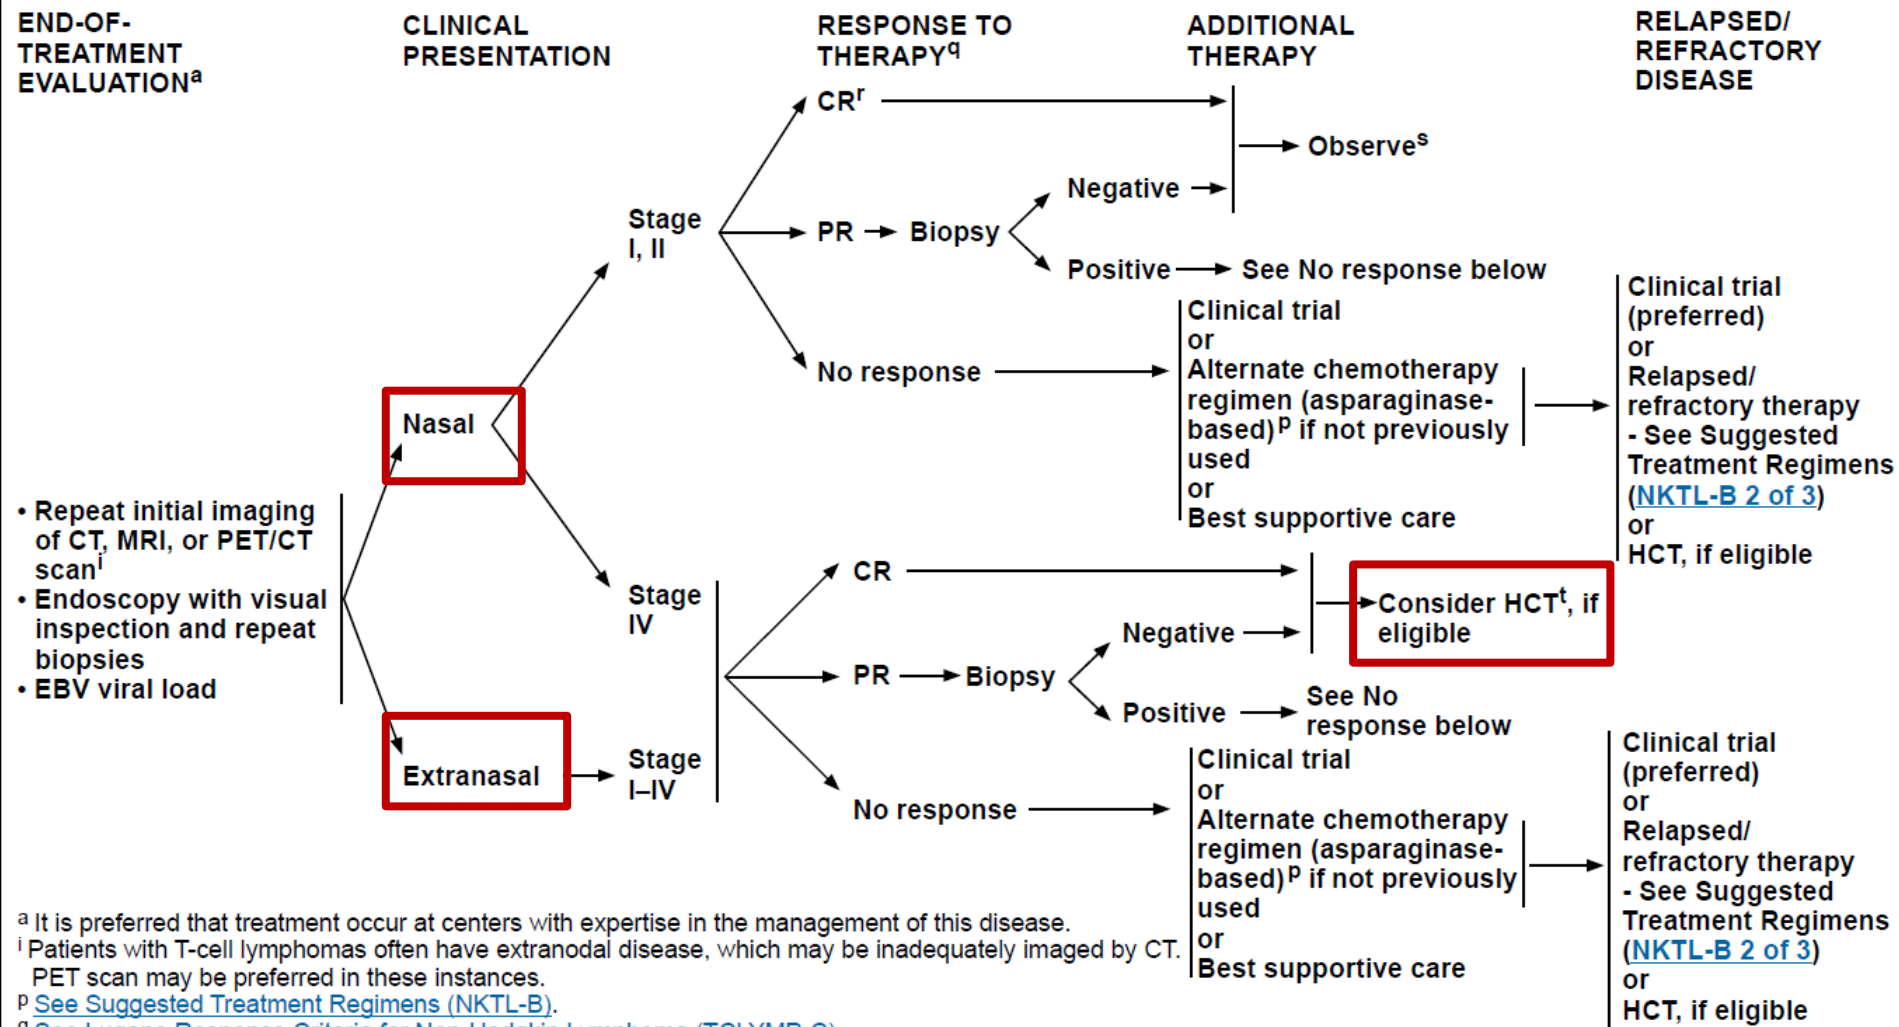 END-OF-
TREATMENT
EVALUATIONa
CLINICAL
PRESENTATION
RESPONSE TO
THERAPYq
ADDITIONAL
THERAPY
RELAPSED/
REFRACTORY
DISEASE
• Repeat initial imaging
of CT, MRI, or PET/CT
scani
• Endoscopy with visual
inspection and repeat
biopsies
• EBV viral load
Nasal
Extranasal
Stage
I, II
Stage
IV
Stage
I–IV
CRr
PR
Biopsy
Negative
Positive
See No response below
Observes
No response
Clinical trial
or
Alternate chemotherapy
regimen (asparaginase-
based)p if not previously
used
or
Best supportive care
Clinical trial
(preferred)
or
Relapsed/
refractory therapy
- See Suggested
Treatment Regimens
(NKTL-B 2 of 3)
or
HCT, if eligible
CR
PR
Biopsy
Negative
Positive
Consider HCTt, if
eligible
See No
response below
No response
Clinical trial
or
Alternate chemotherapy
regimen (asparaginase-
based)p if not previously
used
or
Best supportive care
Clinical trial
(preferred)
or
Relapsed/
refractory therapy
- See Suggested
Treatment Regimens
(NKTL-B 2 of 3)
or
HCT, if eligible
a It is preferred that treatment occur at centers with expertise in the management of this disease.
i Patients with T-cell lymphomas often have extranodal disease, which may be inadequately imaged by CT.
PET scan may be preferred in these instances.
p See Suggested Treatment Regimens (NKTL-B).
q See Lugano Response Criteria for Non-Hodgkin Lymphoma (TCLYMP-C)